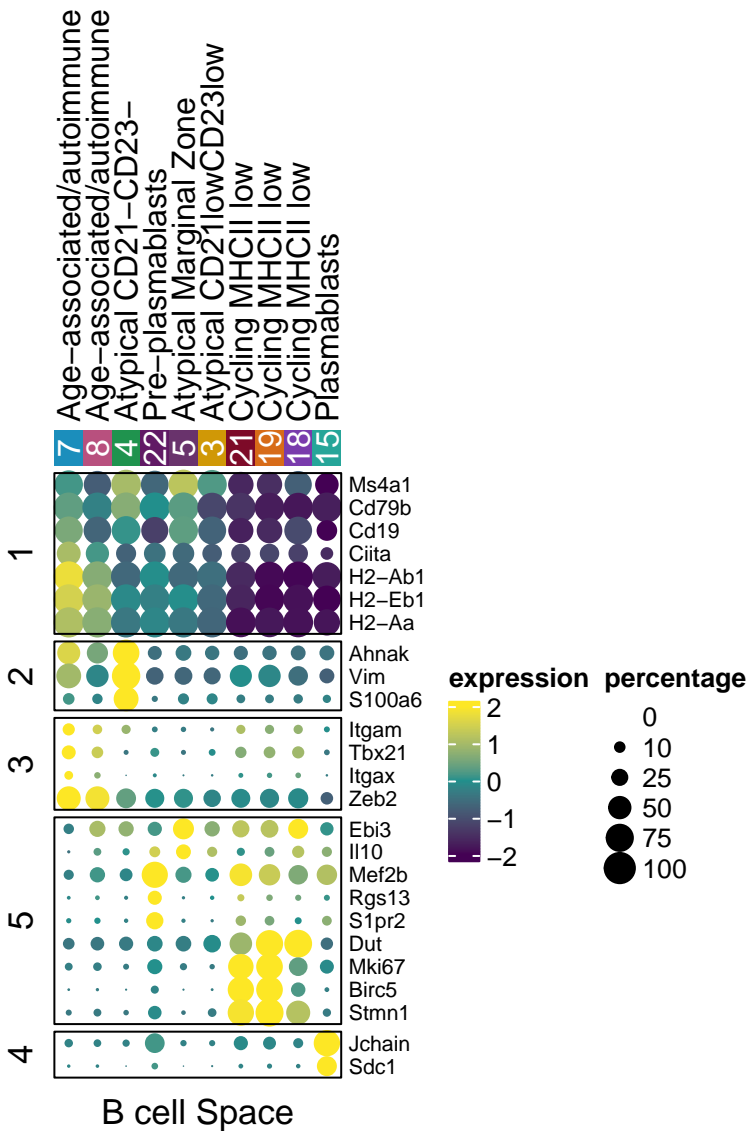 Age−associated/autoimmune
Age−associated/autoimmune
Atypical CD21−CD23−
Pre−plasmablasts
Atypical Marginal Zone
Atypical CD21lowCD23low
Cycling MHCII low
Cycling MHCII low
Cycling MHCII low
Plasmablasts
7 8 4 22 5 3 21 19 18 15
1
Ms4a1
Cd79b
Cd19
Ciita
H2−Ab1
H2−Eb1
H2−Aa
2
Ahnak
Vim
S100a6
3
Itgam
Tbx21
Itgax
Zeb2
5
Ebi3
Il10
Mef2b
Rgs13
S1pr2
Dut
Mki67
Birc5
Stmn1
4
Jchain
Sdc1
B cell Space
expression
2
1
0
−1
−2
percentage
0
10
25
50
75
100